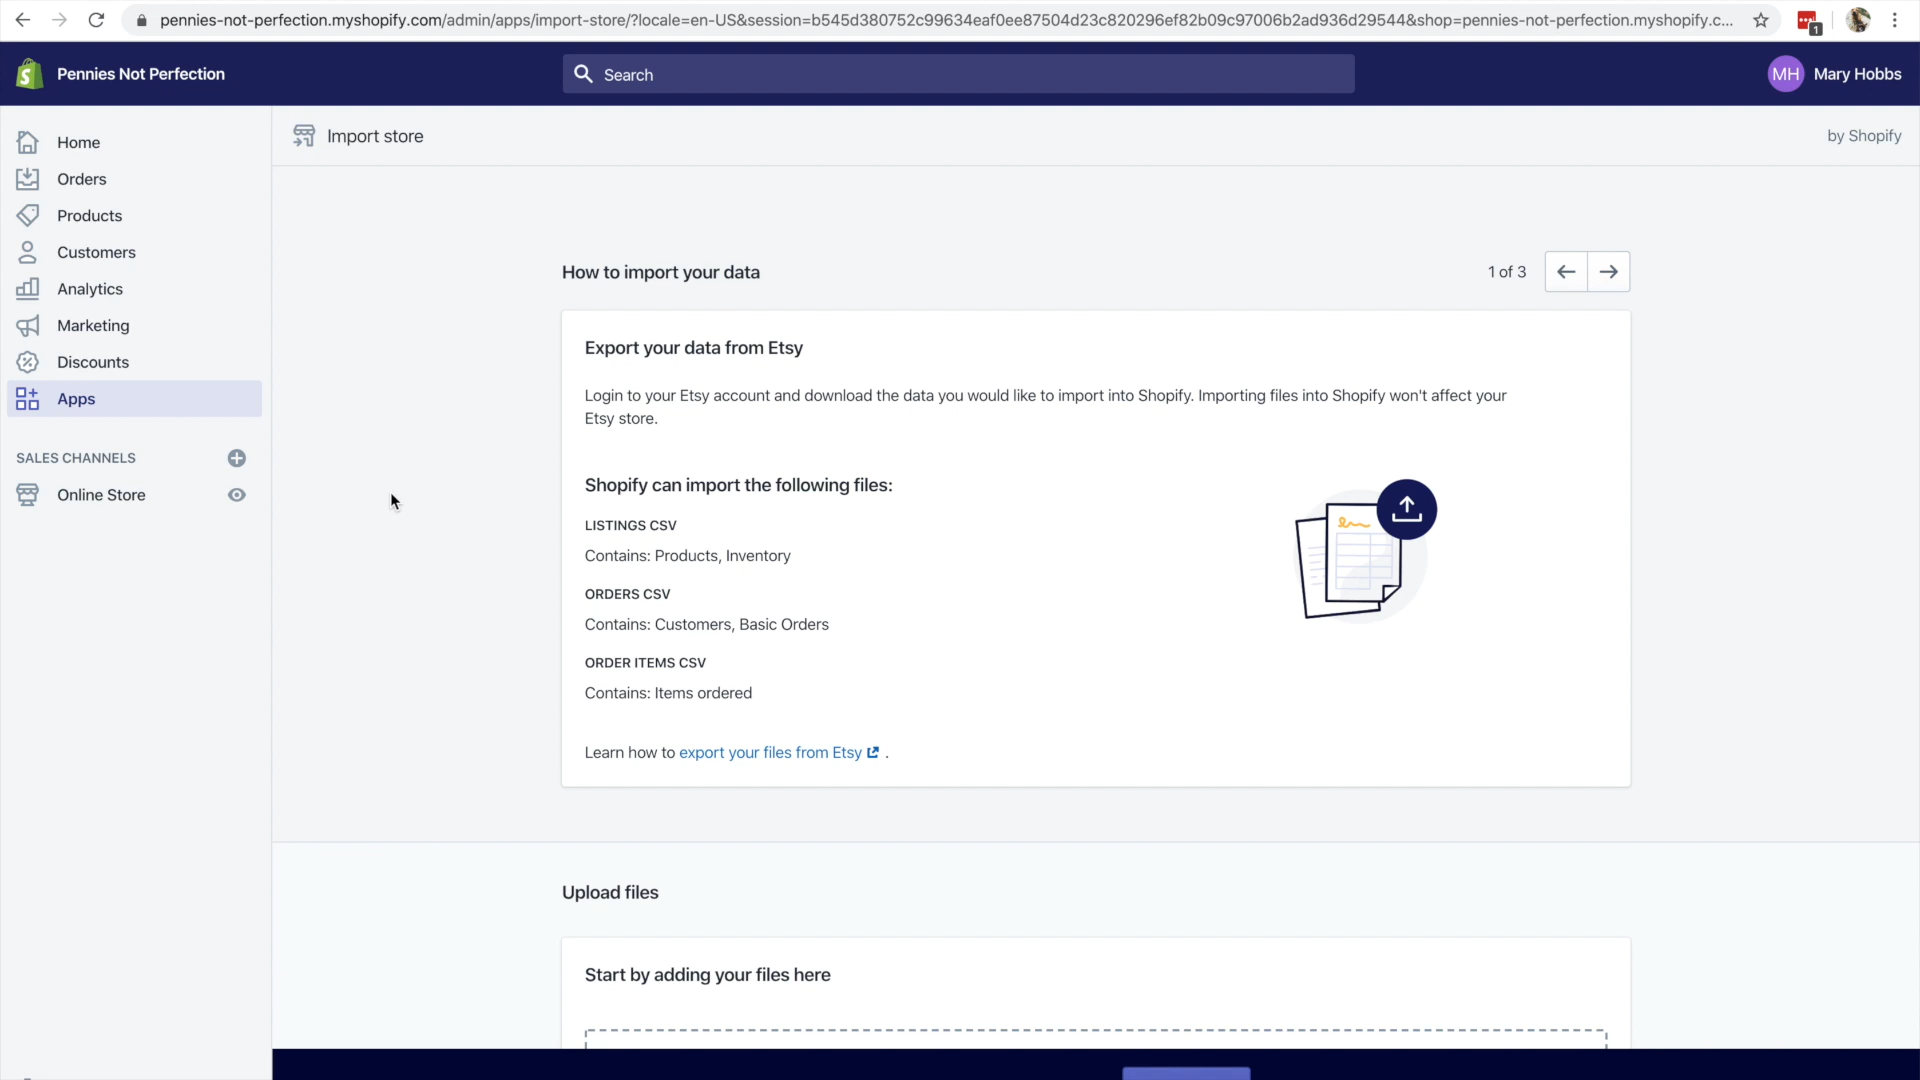 pennies-not-perfection.myshopify.com/admin/apps/import-store/?locale=en-US&session=b545d380752c99634eaf0ee87504d23c820296ef82b09c97006b2ad936d29544&shop=pennies-not-perfection.myshopify.c...
1
Pennies Not Perfection
Search
MH
Mary Hobbs
Home
Orders
Products
Customers
Analytics
Marketing
Discounts
Apps
SALES CHANNELS
Online Store
Import store
by Shopify
How to import your data
1 of 3
Export your data from Etsy
Login to your Etsy account and download the data you would like to import into Shopify. Importing files into Shopify won't affect your
Etsy store.
Shopify can import the following files:
LISTINGS CSV
Contains: Products, Inventory
ORDERS CSV
Contains: Customers, Basic Orders
ORDER ITEMS CSV
Contains: Items ordered
Learn how to export your files from Etsy .
Upload files
Start by adding your files here